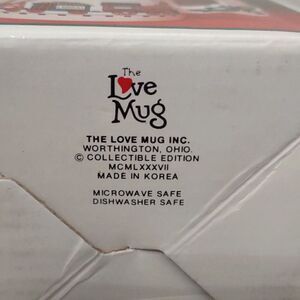 The
Love
Mug
THE LOVE MUG INC.
WORTHINGTON, OHIO.
© COLLECTIBLE EDITION
MCMLXXXVII
MADE IN KOREA
MICROWAVE SAFE
DISHWASHER SAFE